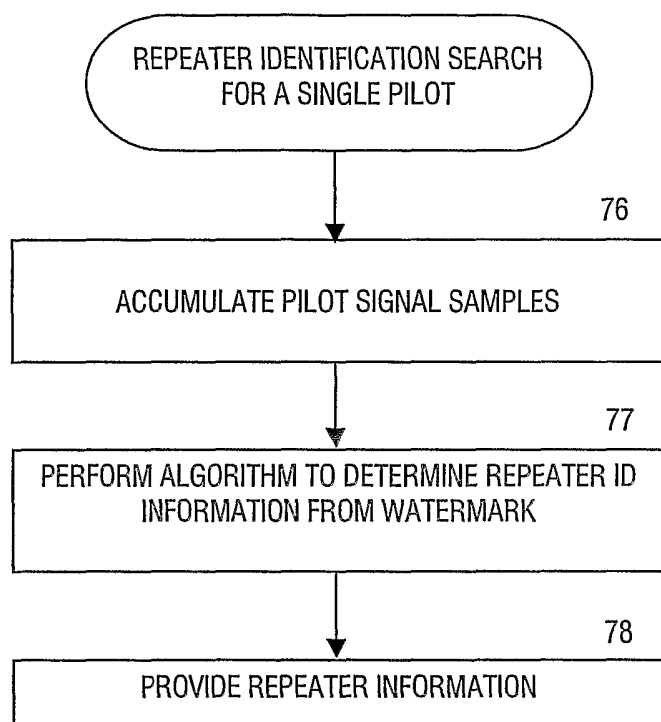 REPEATER IDENTIFICATION SEARCH
FOR A SINGLE PILOT
76
ACCUMULATE PILOT SIGNAL SAMPLES
77
PERFORM ALGORITHM TO DETERMINE REPEATER ID
INFORMATION FROM WATERMARK
78
PROVIDE REPEATER INFORMATION